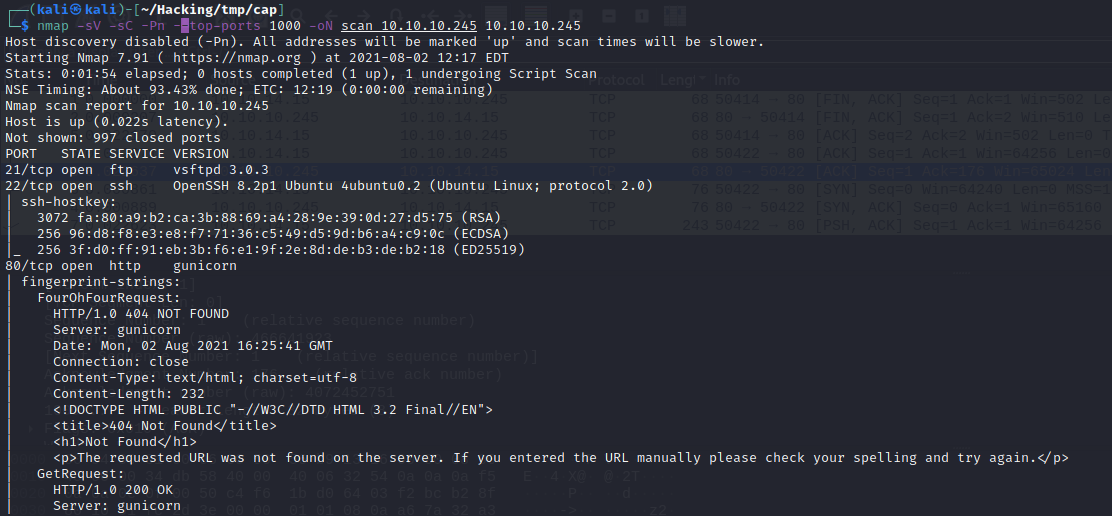 ┌──(kali㉿kali)-[~/Hacking/tmp/cap]
└─$ nmap -sV -sC -Pn --top-ports 1000 -oN scan 10.10.10.245 10.10.10.245
Host discovery disabled (-Pn). All addresses will be marked 'up' and scan times will be slower.
Starting Nmap 7.91 ( https://nmap.org ) at 2021-08-02 12:17 EDT
Stats: 0:01:54 elapsed; 0 hosts completed (1 up), 1 undergoing Script Scan
NSE Timing: About 93.43% done; ETC: 12:19 (0:00:00 remaining)
Nmap scan report for 10.10.10.245
Host is up (0.022s latency).
Not shown: 997 closed ports
PORT   STATE SERVICE VERSION
21/tcp open  ftp     vsftpd 3.0.3
22/tcp open  ssh     OpenSSH 8.2p1 Ubuntu 4ubuntu0.2 (Ubuntu Linux; protocol 2.0)
| ssh-hostkey:
|   3072 fa:80:a9:b2:ca:3b:88:69:a4:28:9e:39:0d:27:d5:75 (RSA)
|   256 96:d8:f8:e3:e8:f7:71:36:c5:49:d5:9d:b6:a4:c9:0c (ECDSA)
|_  256 3f:d0:ff:91:eb:3b:f6:e1:9f:2e:8d:de:b3:de:b2:18 (ED25519)
80/tcp open  http    gunicorn
| fingerprint-strings:
|   FourOhFourRequest:
|     HTTP/1.0 404 NOT FOUND
|     Server: gunicorn
|     Date: Mon, 02 Aug 2021 16:25:41 GMT
|     Connection: close
|     Content-Type: text/html; charset=utf-8
|     Content-Length: 232
|     <!DOCTYPE HTML PUBLIC "-//W3C//DTD HTML 3.2 Final//EN">
|     <title>404 Not Found</title>
|     <h1>Not Found</h1>
|     <p>The requested URL was not found on the server. If you entered the URL manually please check your spelling and try again.</p>
|   GetRequest:
|     HTTP/1.0 200 OK
|     Server: gunicorn